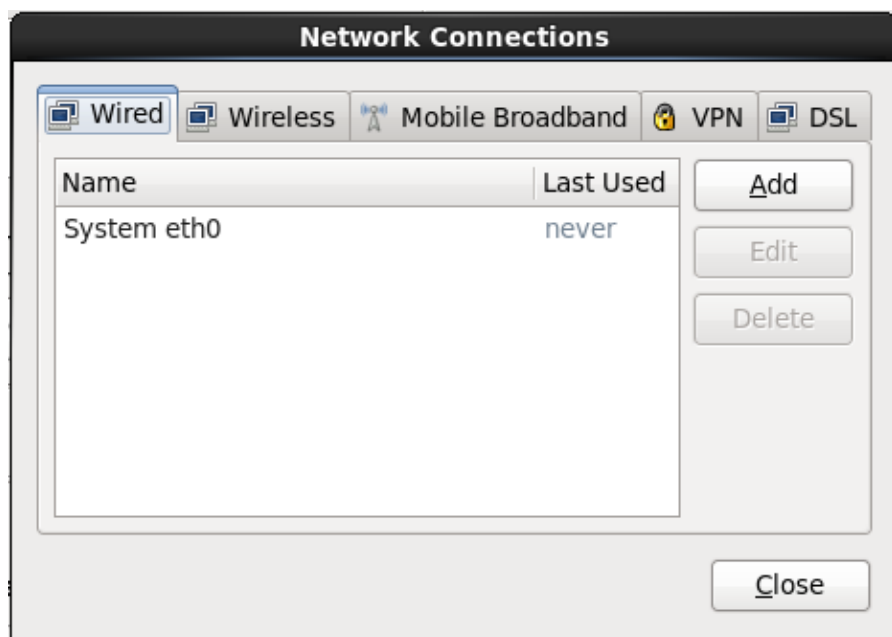 Network Connections
Wired Wireless Mobile Broadband VPN DSL
Name Last Used Add
System eth0 never
Edit
Delete
Close